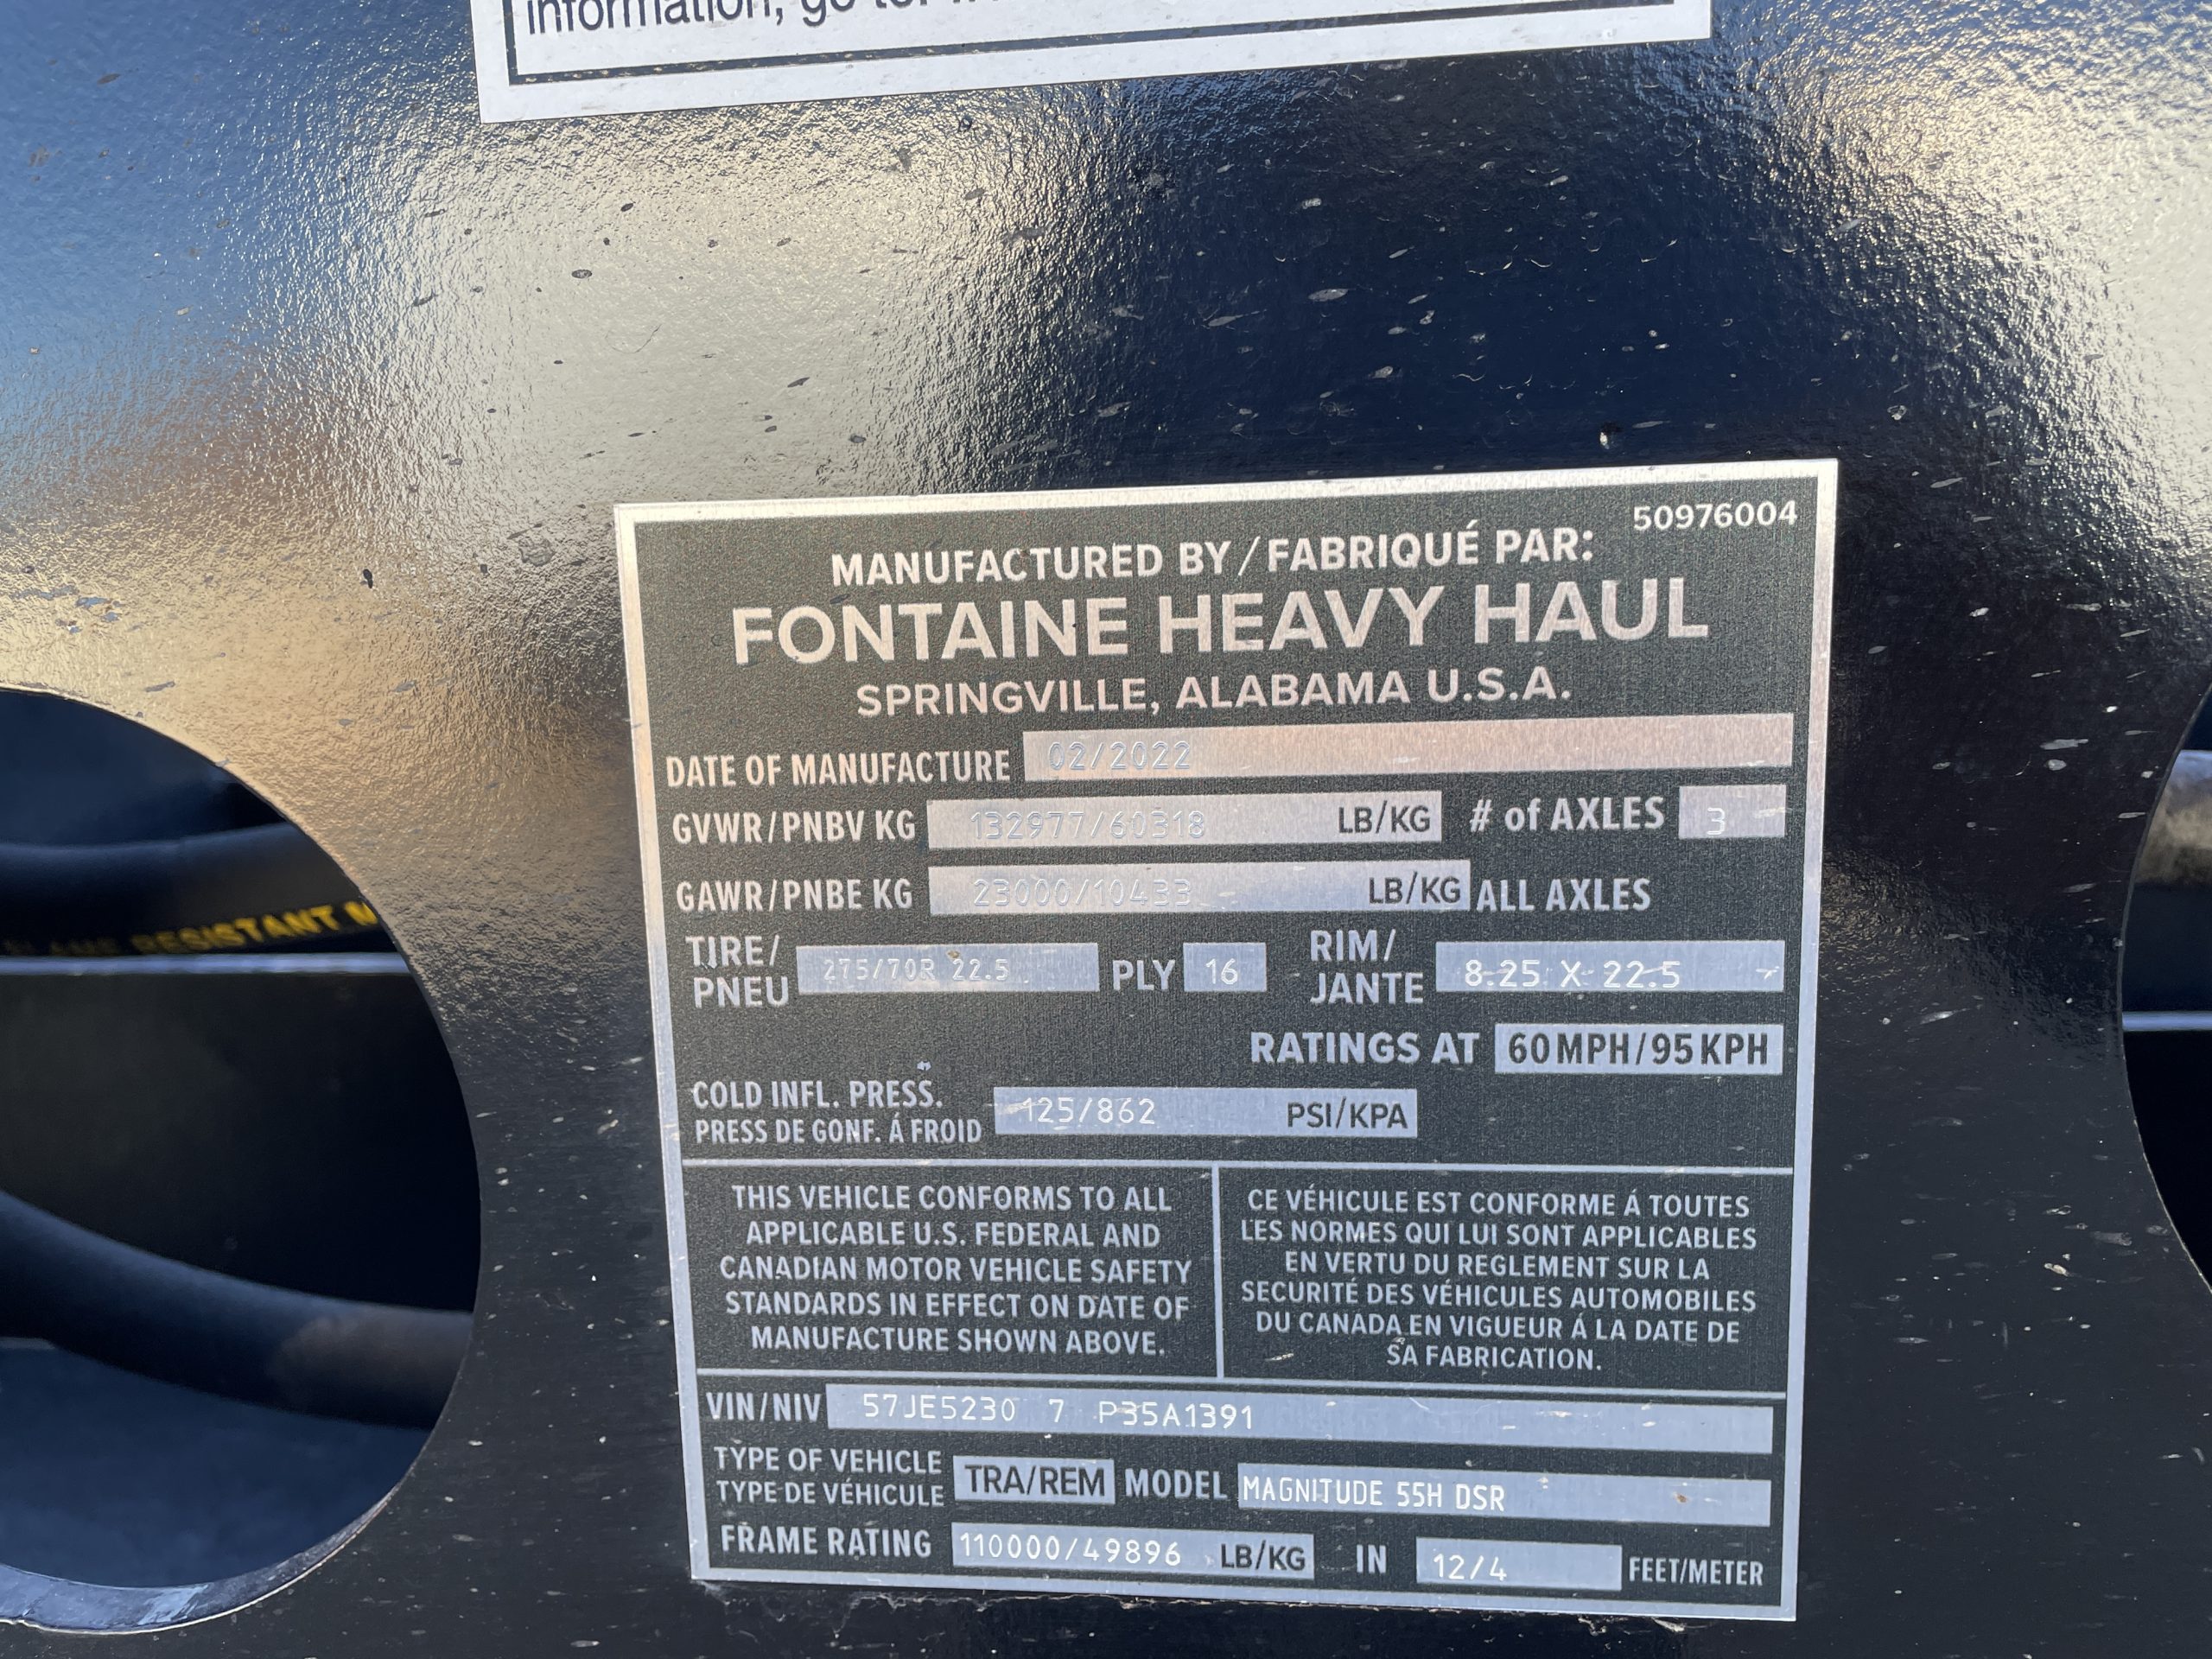 information, go to:
50976004
MANUFACTURED BY / FABRIQUÉ PAR:
FONTAINE HEAVY HAUL
SPRINGVILLE, ALABAMA U.S.A.
DATE OF MANUFACTURE 02/2022
GVWR/PNBV KG 132977/60318 LB/KG # of AXLES 3
GAWR/PNBE KG 23000/10433 LB/KG ALL AXLES
TIRE/
PNEU 275/70R 22.5 PLY 16 RIM/
JANTE 8.25 X 22.5
RATINGS AT 60 MPH/95 KPH
COLD INFL. PRESS.
PRESS DE GONF. Á FROID 125/862 PSI/KPA
THIS VEHICLE CONFORMS TO ALL
APPLICABLE U.S. FEDERAL AND
CANADIAN MOTOR VEHICLE SAFETY
STANDARDS IN EFFECT ON DATE OF
MANUFACTURE SHOWN ABOVE.
CE VÉHICULE EST CONFORME Á TOUTES
LES NORMES QUI LUI SONT APPLICABLES
EN VERTU DU REGLEMENT SUR LA
SECURITÉ DES VÉHICULES AUTOMOBILES
DU CANADA EN VIGUEUR Á LA DATE DE
SA FABRICATION.
VIN/NIV 57JE5230 7 P35A1391
TYPE OF VEHICLE
TYPE DE VÉHICULE TRA/REM MODEL MAGNITUDE 55H DSR
FRAME RATING 110000/49896 LB/KG IN 12/4 FEET/METER
RESISTANT